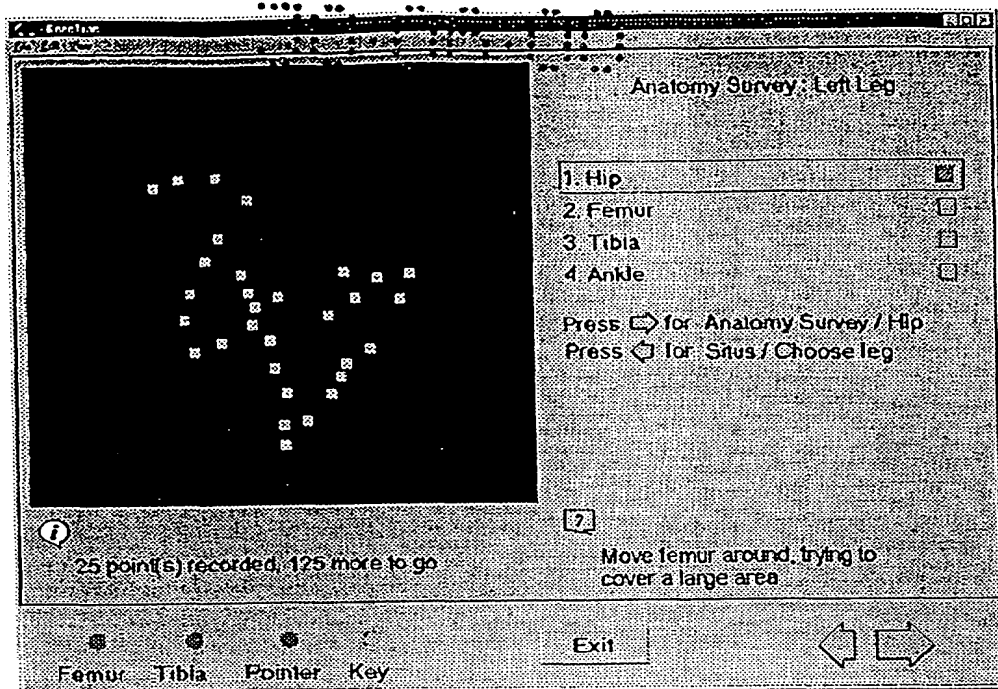 Anatomy Survey : Left Leg
1. Hip
2. Femur
3 Tibia
4. Ankle
Press for Anatomy Survey / Hip
Press for Situs / Choose leg
i
25 point(s) recorded, 125 more to go
?
Move femur around, trying to
cover a large area
Femur Tibia Pointer Key
Exit